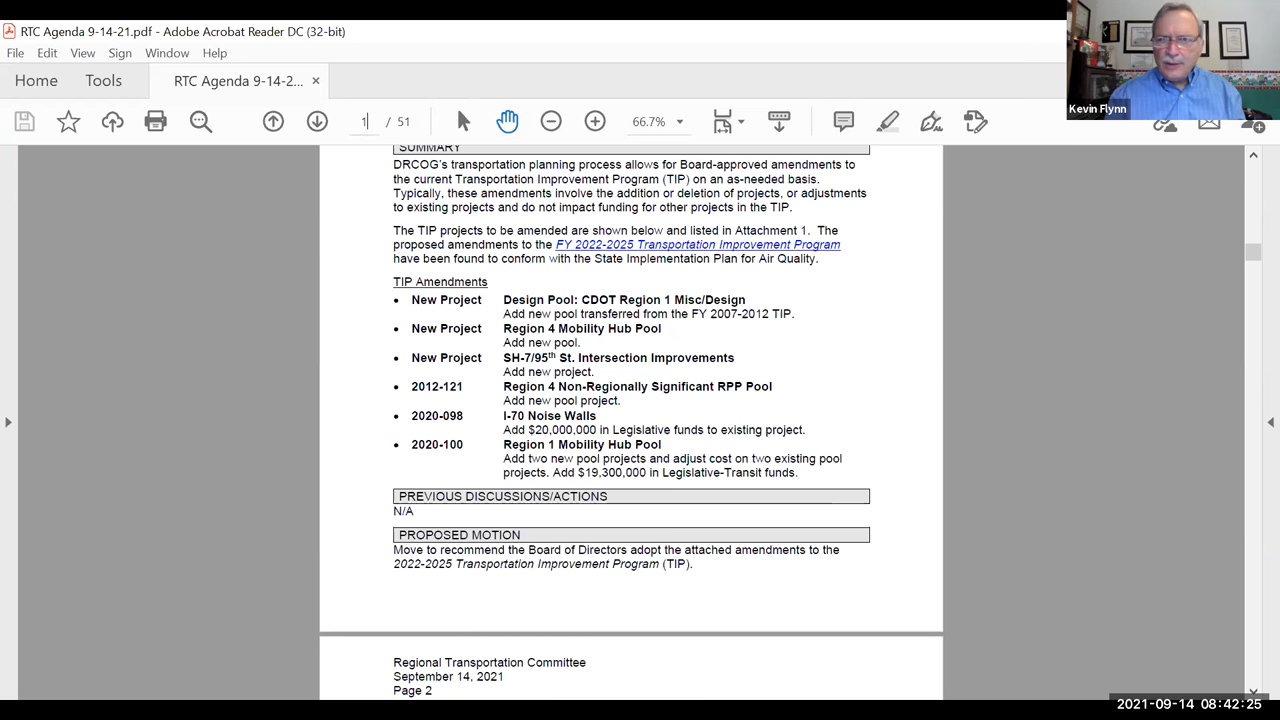 RTC Agenda 9-14-21.pdf - Adobe Acrobat Reader DC (32-bit)
File Edit View Sign Window Help
Home Tools RTC Agenda 9-14-2... ×
1 / 51 66.7%
Kevin Flynn
SUMMARY
DRCOG's transportation planning process allows for Board-approved amendments to
the current Transportation Improvement Program (TIP) on an as-needed basis.
Typically, these amendments involve the addition or deletion of projects, or adjustments
to existing projects and do not impact funding for other projects in the TIP.
The TIP projects to be amended are shown below and listed in Attachment 1. The
proposed amendments to the FY 2022-2025 Transportation Improvement Program
have been found to conform with the State Implementation Plan for Air Quality.
TIP Amendments
• New Project Design Pool: CDOT Region 1 Misc/Design
Add new pool transferred from the FY 2007-2012 TIP.
• New Project Region 4 Mobility Hub Pool
Add new pool.
• New Project SH-7/95th St. Intersection Improvements
Add new project.
• 2012-121 Region 4 Non-Regionally Significant RPP Pool
Add new pool project.
• 2020-098 I-70 Noise Walls
Add $20,000,000 in Legislative funds to existing project.
• 2020-100 Region 1 Mobility Hub Pool
Add two new pool projects and adjust cost on two existing pool
projects. Add $19,300,000 in Legislative-Transit funds.
PREVIOUS DISCUSSIONS/ACTIONS
N/A
PROPOSED MOTION
Move to recommend the Board of Directors adopt the attached amendments to the
2022-2025 Transportation Improvement Program (TIP).
Regional Transportation Committee
September 14, 2021
Page 2
2021-09-14 08:42:25